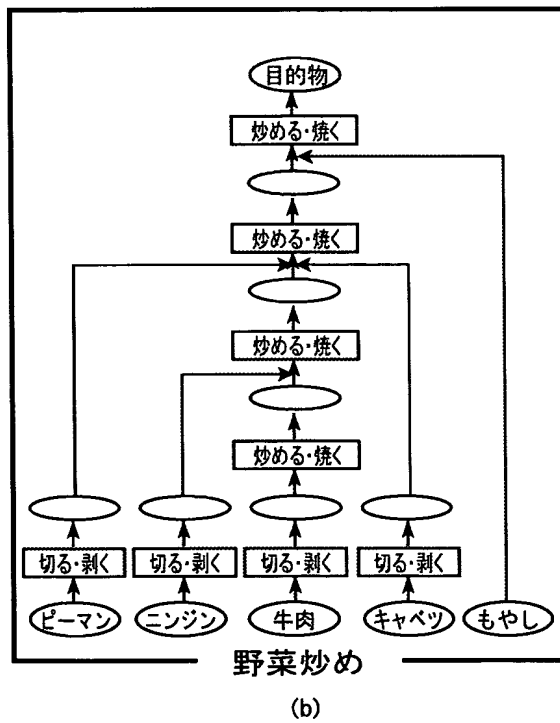 目的物
炒める・焼く
炒める・焼く
炒める・焼く
炒める・焼く
切る・剥く 切る・剥く 切る・剥く 切る・剥く
ピーマン ニンジン 牛肉 キャベツ もやし
野菜炒め
(b)